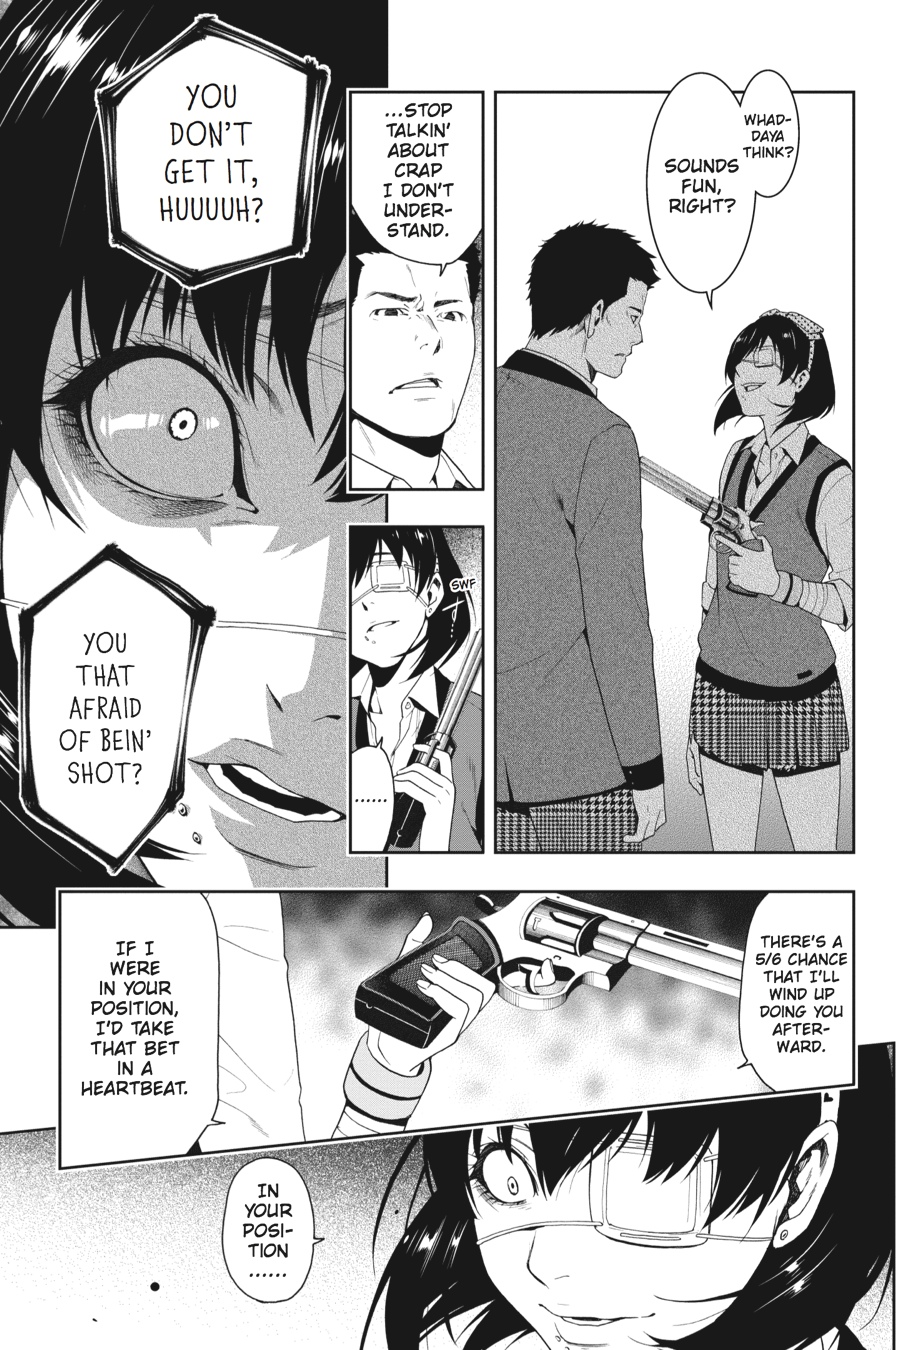 WHAD-
DAYA
THINK?
SOUNDS
FUN,
RIGHT?
...STOP
TALKIN'
ABOUT
CRAP
I DON'T
UNDER-
STAND.
SWF
......
YOU
DON'T
GET IT,
HUUUUH?
YOU
THAT
AFRAID
OF BEIN'
SHOT?
THERE'S A
5/6 CHANCE
THAT I'LL
WIND UP
DOING YOU
AFTER-
WARD.
IF I
WERE
IN YOUR
POSITION,
I'D TAKE
THAT BET
IN A
HEARTBEAT.
IN
YOUR
POSI-
TION
......